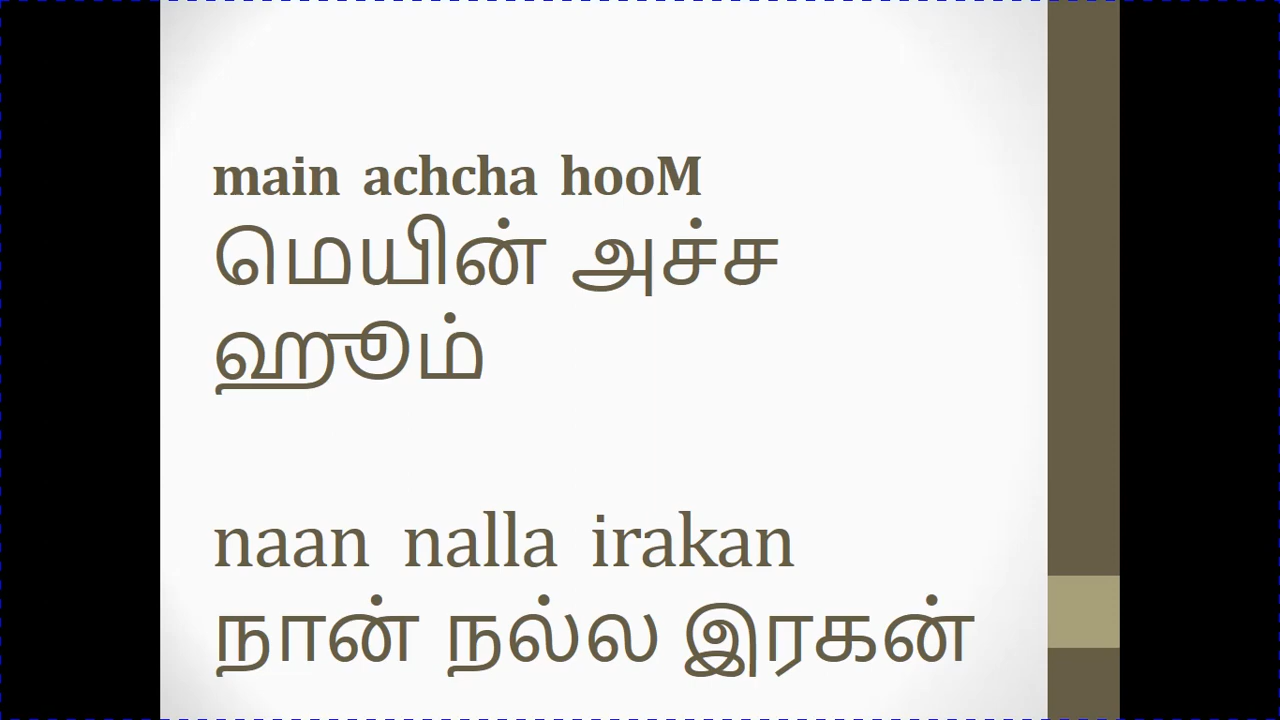 main achcha hooM
மெயின் அச்ச
ஹூம்
naan nalla irakan
நான் நல்ல இரகன்